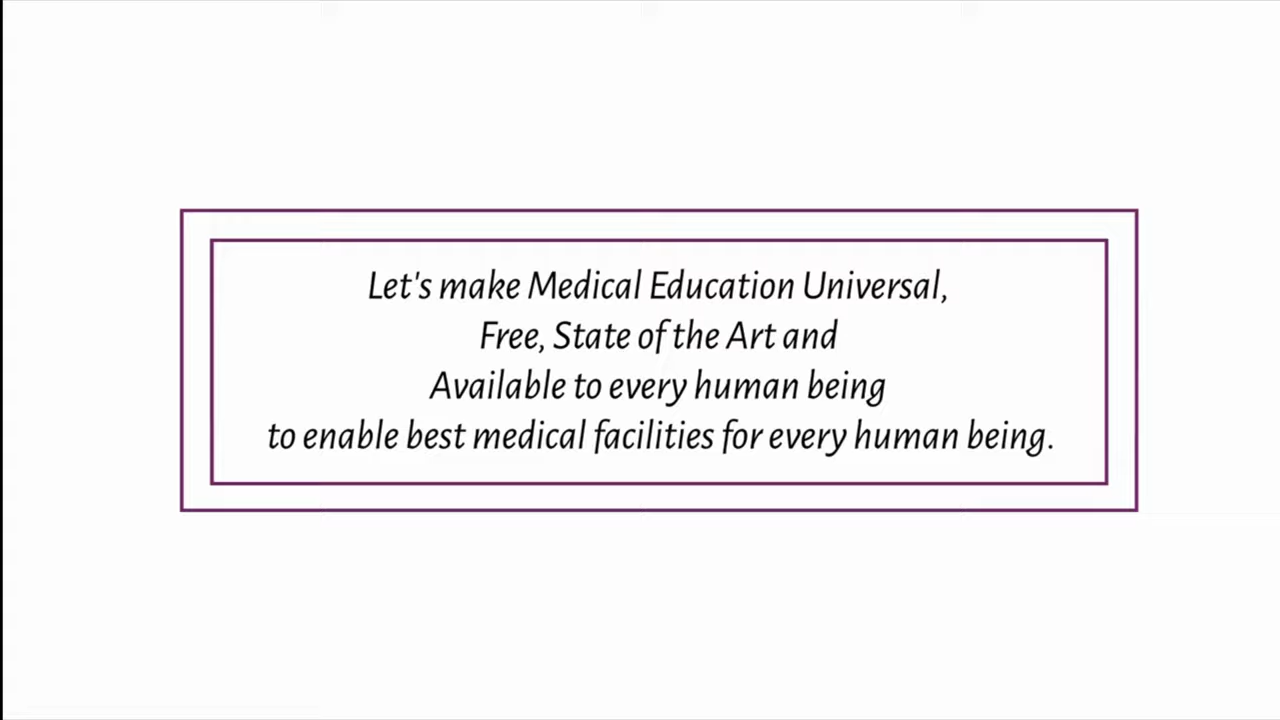 Let's make Medical Education Universal,
Free, State of the Art and
Available to every human being
to enable best medical facilities for every human being.